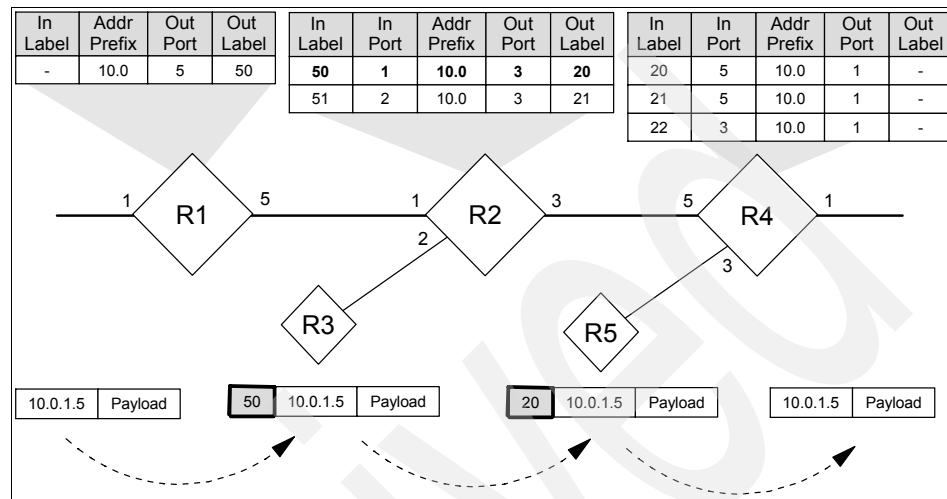 In Label Addr Prefix Out Port Out Label
- 10.0 5 50
In Label In Port Addr Prefix Out Port Out Label
50 1 10.0 3 20
51 2 10.0 3 21
In Label In Port Addr Prefix Out Port Out Label
20 5 10.0 1 -
21 5 10.0 1 -
22 3 10.0 1 -
1 R1 5 1 R2 3 5 R4 1
2 3
R3 R5
10.0.1.5 Payload
50 10.0.1.5 Payload
20 10.0.1.5 Payload
10.0.1.5 Payload